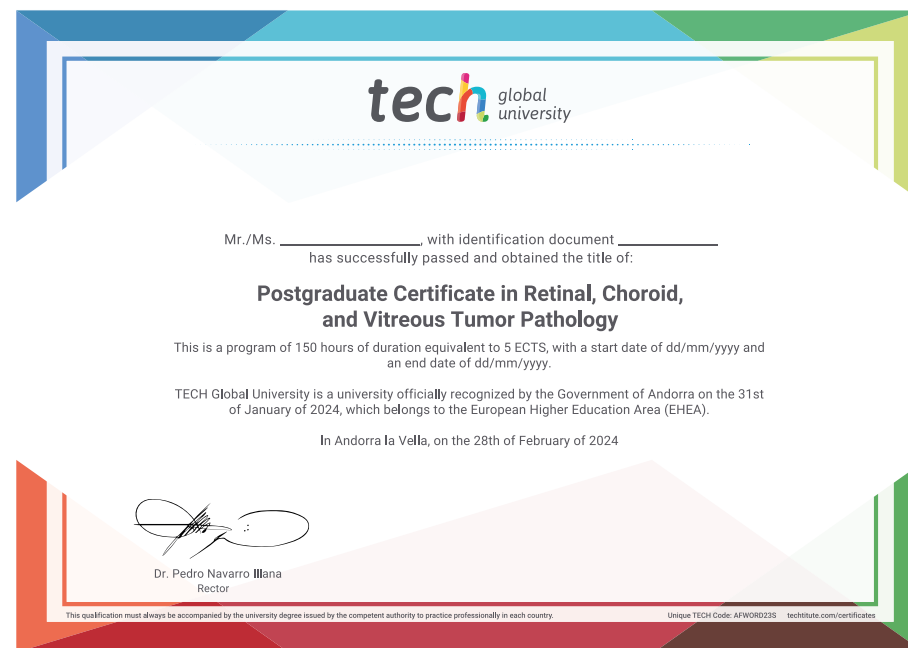 tech global university
Mr./Ms. ____________, with identification document ____________
has successfully passed and obtained the title of:
Postgraduate Certificate in Retinal, Choroid,
and Vitreous Tumor Pathology
This is a program of 150 hours of duration equivalent to 5 ECTS, with a start date of dd/mm/yyyy and
an end date of dd/mm/yyyy.
TECH Global University is a university officially recognized by the Government of Andorra on the 31st
of January of 2024, which belongs to the European Higher Education Area (EHEA).
In Andorra la Vella, on the 28th of February of 2024
Dr. Pedro Navarro Illana
Rector
This qualification must always be accompanied by the university degree issued by the competent authority to practice professionally in each country.
Unique TECH Code: AFWORD23S techtitute.com/certificates